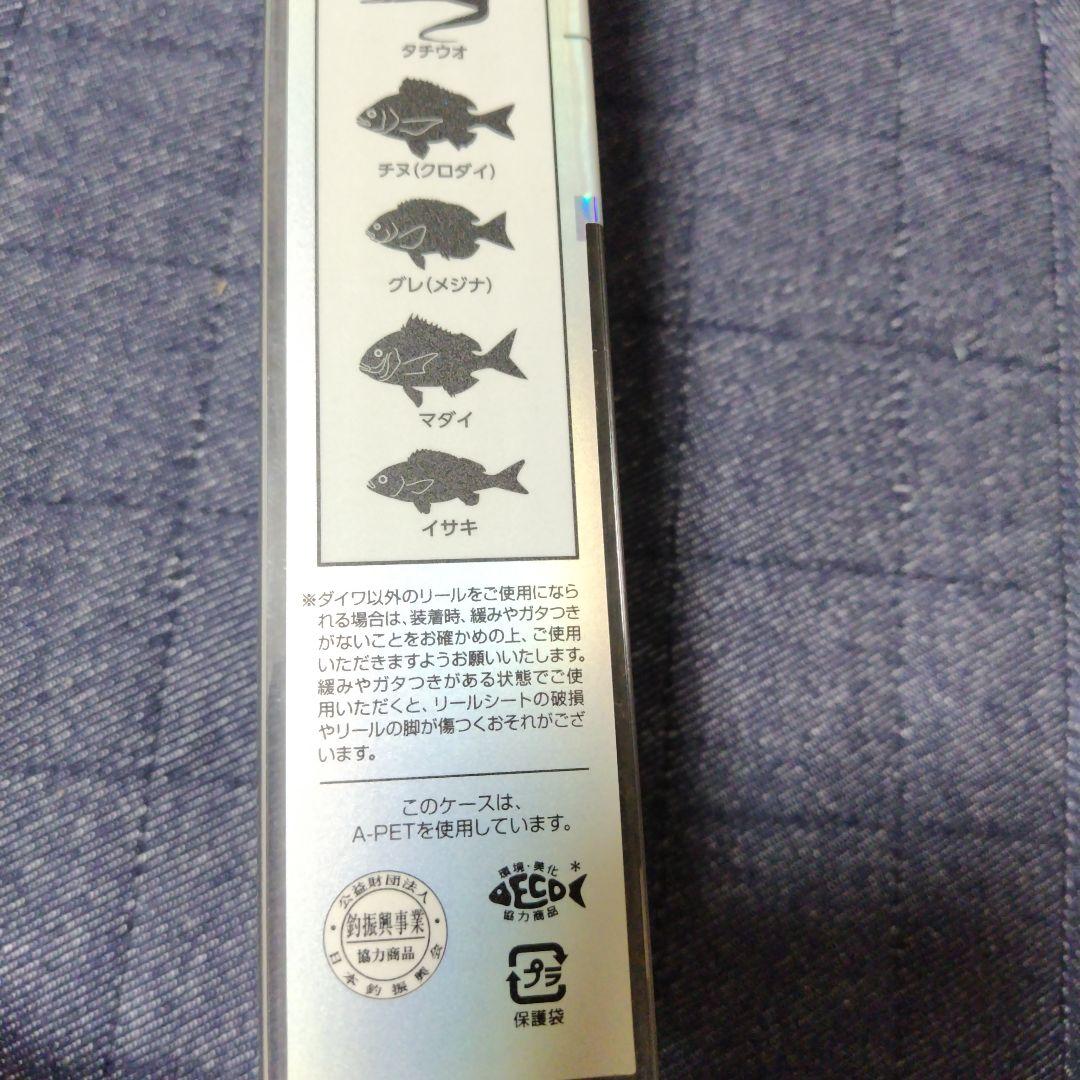 タチウオ
チヌ(クロダイ)
グレ(メジナ)
マダイ
イサキ
※ダイワ以外のリールをご使用になら
れる場合は、装着時、緩みやガタつき
がないことをお確かめの上、ご使用
いただきますようお願いいたします。
緩みやガタつきがある状態でご使
用いただくと、リールシートの破損
やリールの脚が傷つくおそれがござ
います。
このケースは、
A-PETを使用しています。
公益財団法人
釣振興事業
協力商品
日本釣振興会
環境・美化
ECO
*
協力商品
プラ
保護袋